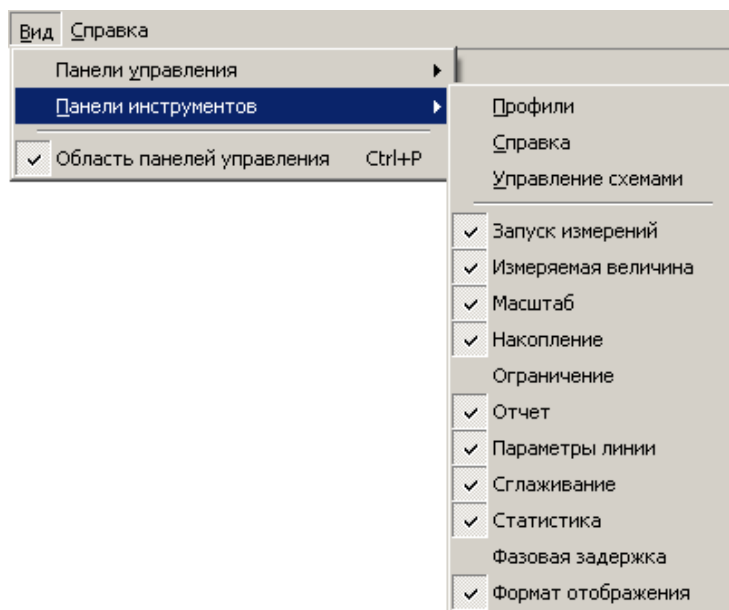 Вид Справка
Панели управления
Панели инструментов
Область панелей управления Ctrl+P
Профили
Справка
Управление схемами
Запуск измерений
Измеряемая величина
Масштаб
Накопление
Ограничение
Отчет
Параметры линии
Сглаживание
Статистика
Фазовая задержка
Формат отображения